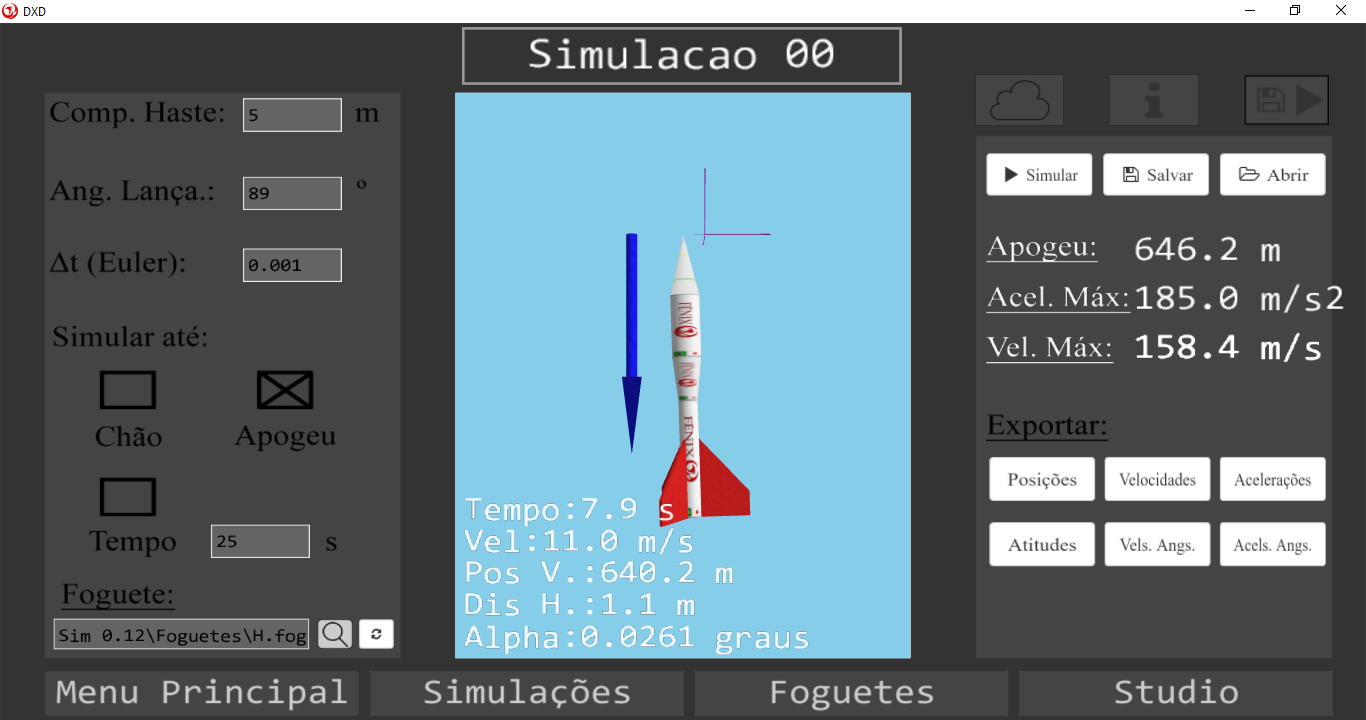 DXD
Simulacao 00
Comp. Haste: 5 m
Ang. Lança.: 89 º
Δt (Euler): 0.001
Simular até:
Chão Apogeu
Tempo 25 s
Foguete:
Sim 0.12\Foguetes\H.fog
FENIX
Tempo:7.9 s
Vel:11.0 m/s
Pos V.:640.2 m
Dis H.:1.1 m
Alpha:0.0261 graus
Simular Salvar Abrir
Apogeu: 646.2 m
Acel. Máx: 185.0 m/s2
Vel. Máx: 158.4 m/s
Exportar:
Posições Velocidades Acelerações
Atitudes Vels. Angs. Acels. Angs.
Menu Principal Simulações Foguetes Studio